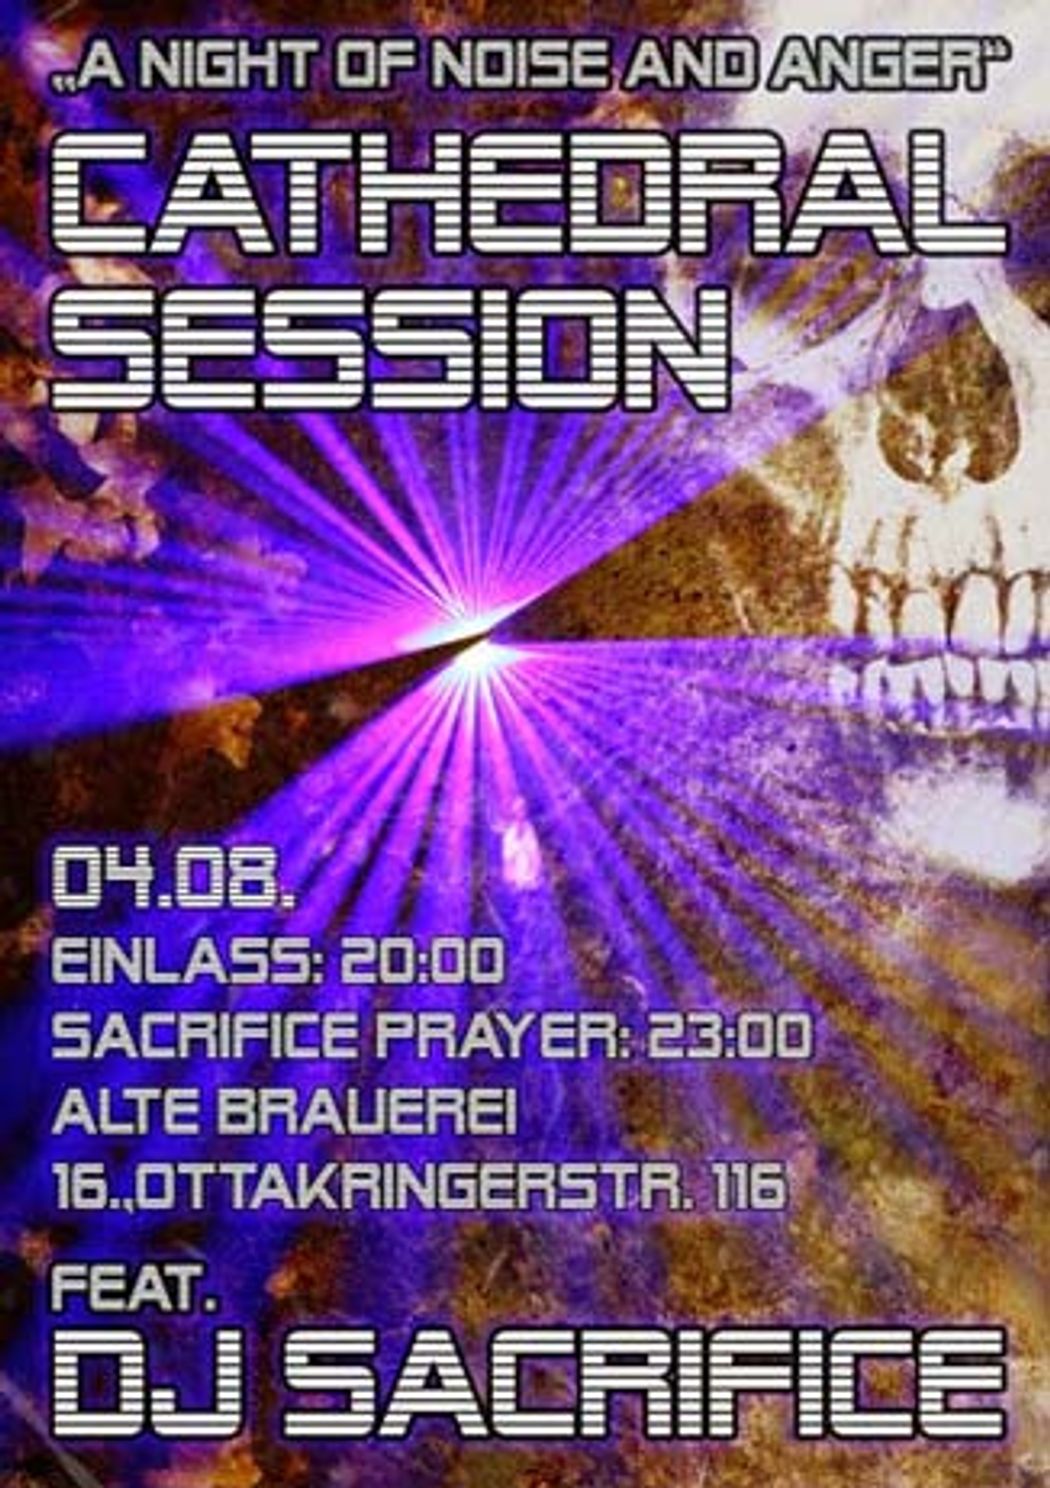 „A NIGHT OF NOISE AND ANGER“
CATHEDRAL
SESSION
04.08.
EINLASS: 20:00
SACRIFICE PRAYER: 23:00
ALTE BRAUEREI
16.,OTTAKRINGERSTR. 116
FEAT.
DJ SACRIFICE